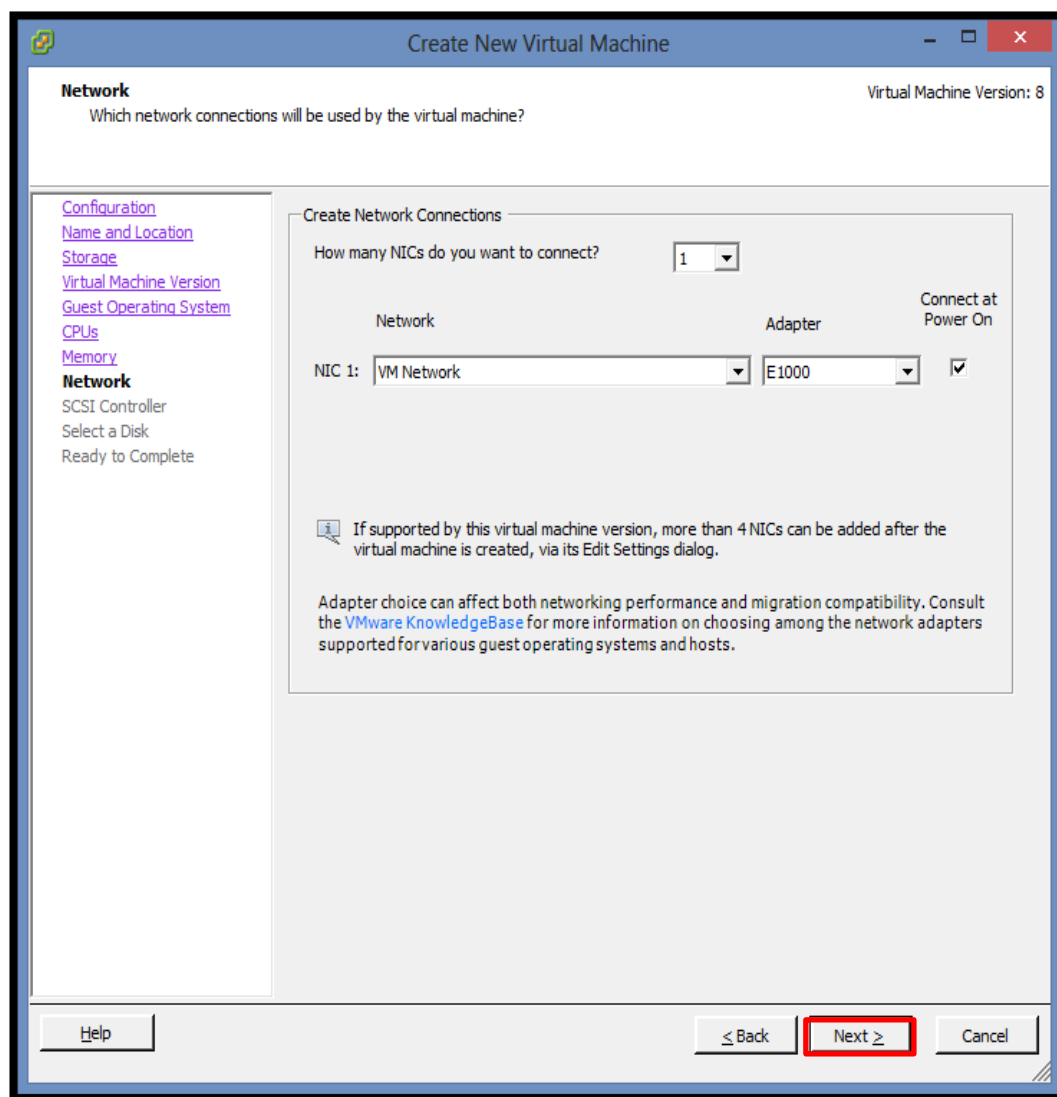 Create New Virtual Machine
Network
Virtual Machine Version: 8
Which network connections will be used by the virtual machine?
Configuration
Name and Location
Storage
Virtual Machine Version
Guest Operating System
CPUs
Memory
Network
SCSI Controller
Select a Disk
Ready to Complete
Create Network Connections
How many NICs do you want to connect?
1
Network
Adapter
Connect at
Power On
NIC 1:
VM Network
E1000
If supported by this virtual machine version, more than 4 NICs can be added after the
virtual machine is created, via its Edit Settings dialog.
Adapter choice can affect both networking performance and migration compatibility. Consult
the VMware KnowledgeBase for more information on choosing among the network adapters
supported for various guest operating systems and hosts.
Help
< Back
Next >
Cancel